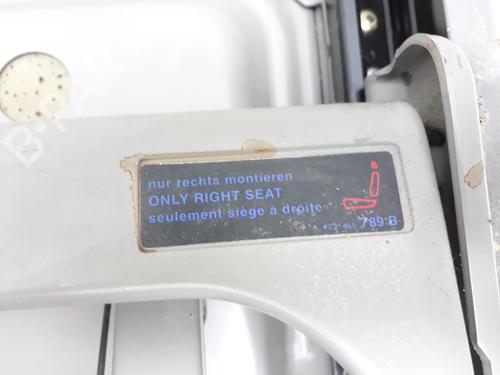 nur rechts montieren
ONLY RIGHT SEAT
seulement siège à droite
789 B